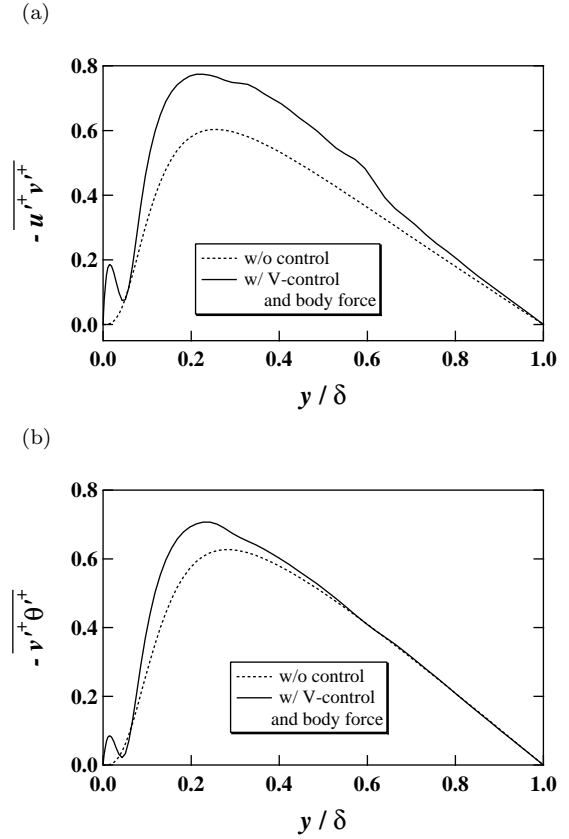 (a)
0.8
0.6
0.4
0.2
0.0
- u'⁺ v'⁺
w/o control
w/ V-control
and body force
0.0 0.2 0.4 0.6 0.8 1.0
y / δ
(b)
0.8
0.6
0.4
0.2
0.0
- v'⁺ θ'⁺
w/o control
w/ V-control
and body force
0.0 0.2 0.4 0.6 0.8 1.0
y / δ